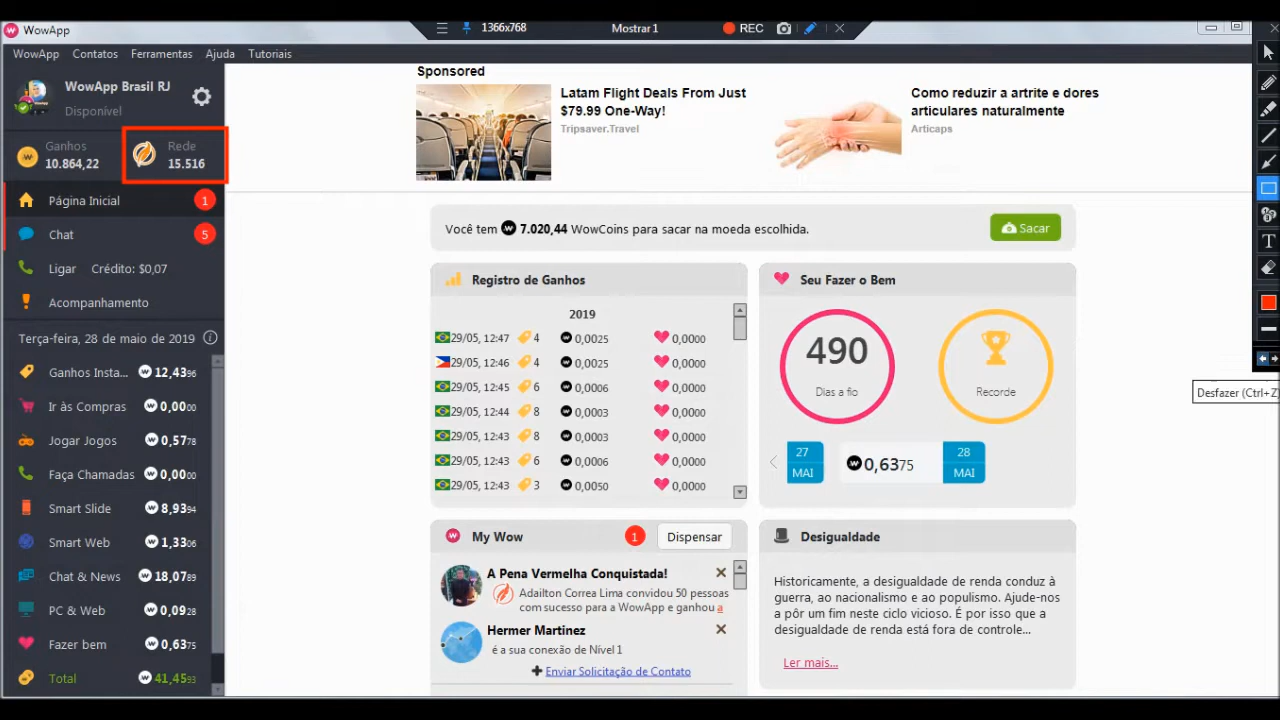 WowApp
1366x768
Mostrar1
REC
WowApp Contatos Ferramentas Ajuda Tutoriais
WowApp Brasil RJ
Disponível
Ganhos
10.864,22
Rede
15.516
Página Inicial 1
Chat 5
Ligar Crédito: $0,07
Acompanhamento
Terça-feira, 28 de maio de 2019
Ganhos Insta... 12,4396
Ir às Compras 0,0000
Jogar Jogos 0,5778
Faça Chamadas 0,0000
Smart Slide 8,9394
Smart Web 1,3306
Chat & News 18,0789
PC & Web 0,0928
Fazer bem 0,6375
Total 41,4593
Sponsored
Latam Flight Deals From Just
$79.99 One-Way!
Tripsaver.Travel
Como reduzir a artrite e dores
articulares naturalmente
Articaps
Você tem 7.020,44 WowCoins para sacar na moeda escolhida.
Sacar
Registro de Ganhos
2019
29/05, 12:47 4 0,0025 0,0000
29/05, 12:46 4 0,0025 0,0000
29/05, 12:45 6 0,0006 0,0000
29/05, 12:44 8 0,0003 0,0000
29/05, 12:43 8 0,0003 0,0000
29/05, 12:43 6 0,0006 0,0000
29/05, 12:43 3 0,0050 0,0000
Seu Fazer o Bem
490
Dias a fio
Recorde
27
MAI
0,6375
28
MAI
Desfazer (Ctrl+Z
My Wow 1 Dispensar
A Pena Vermelha Conquistada!
Adailton Correa Lima convidou 50 pessoas
com sucesso para a WowApp e ganhou a
Hermer Martinez
é a sua conexão de Nível 1
Enviar Solicitação de Contato
Desigualdade
Historicamente, a desigualdade de renda conduz à
guerra, ao nacionalismo e ao populismo. Ajude-nos
a pôr um fim neste ciclo vicioso. É por isso que a
desigualdade de renda está fora de controle...
Ler mais...